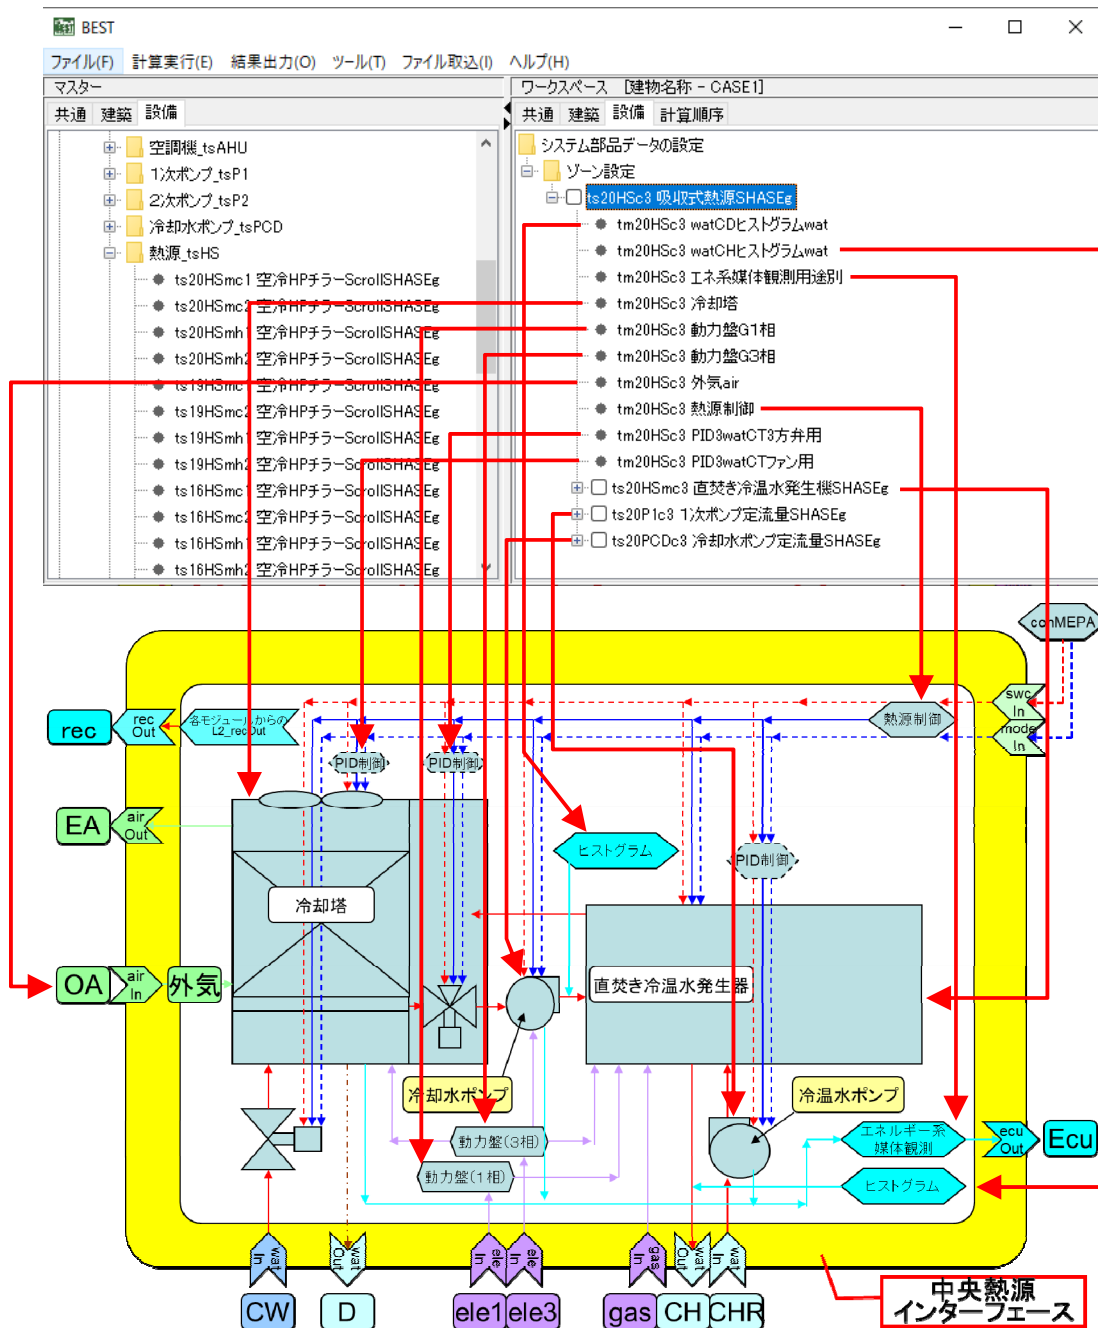 BEST
ファイル(F) 計算実行(E) 結果出力(O) ツール(T) ファイル取込(I) ヘルプ(H)
マスター
共通 建築 設備
空調機_tsAHU
1次ポンプ_tsP1
2次ポンプ_tsP2
冷却水ポンプ_tsPCD
熱源_tsHS
ts20HSmc1 空冷HPチラーScrollSHASEg
ts20HSmc2 空冷HPチラーScrollSHASEg
ts20HSmh1 空冷HPチラーScrollSHASEg
ts20HSmh2 空冷HPチラーScrollSHASEg
ts19HSmc1 空冷HPチラーScrollSHASEg
ts19HSmc2 空冷HPチラーScrollSHASEg
ts19HSmh1 空冷HPチラーScrollSHASEg
ts19HSmh2 空冷HPチラーScrollSHASEg
ts16HSmc1 空冷HPチラーScrollSHASEg
ts16HSmc2 空冷HPチラーScrollSHASEg
ts16HSmh1 空冷HPチラーScrollSHASEg
ts16HSmh2 空冷HPチラーScrollSHASEg
ワークスペース [建物名称 - CASE1]
共通 建築 設備 計算順序
システム部品データの設定
ゾーン設定
ts20HSc3 吸収式熱源SHASEg
tm20HSc3 watCDヒストグラムwat
tm20HSc3 watCHヒストグラムwat
tm20HSc3 エネ系媒体観測用途別
tm20HSc3 冷却塔
tm20HSc3 動力盤G1相
tm20HSc3 動力盤G3相
tm20HSc3 外気air
tm20HSc3 熱源制御
tm20HSc3 PID3watCT3方弁用
tm20HSc3 PID3watCTファン用
ts20HSmc3 直焚き冷温水発生機SHASEg
ts20P1c3 1次ポンプ定流量SHASEg
ts20PCDc3 冷却水ポンプ定流量SHASEg
conMEPA
swc In
mode In
熱源制御
rec
rec Out
各モジュールからの
L2_recOut
PID制御
PID制御
EA
air Out
ヒストグラム
PID制御
冷却塔
OA
air In
外気
直焚き冷温水発生器
冷却水ポンプ
冷温水ポンプ
動力盤(3相)
動力盤(1相)
エネルギー系
媒体観測
ecu Out
Ecu
ヒストグラム
wat In
wat Out
ele In
ele In
gas In
wat Out
wat In
CW
D
ele1
ele3
gas
CH
CHR
中央熱源
インターフェース